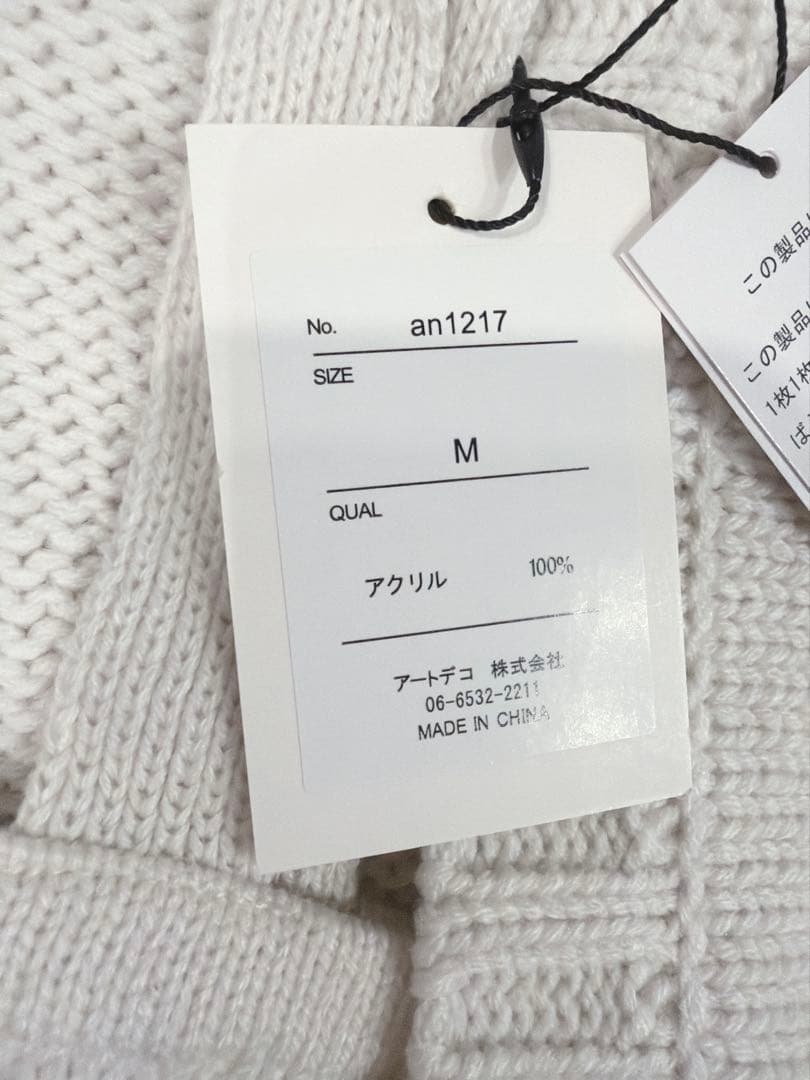 No. an1217
SIZE
M
QUAL
アクリル 100%
アートデコ 株式会社
06-6532-2211
MADE IN CHINA
この製品
この製品
1枚1枚
ば